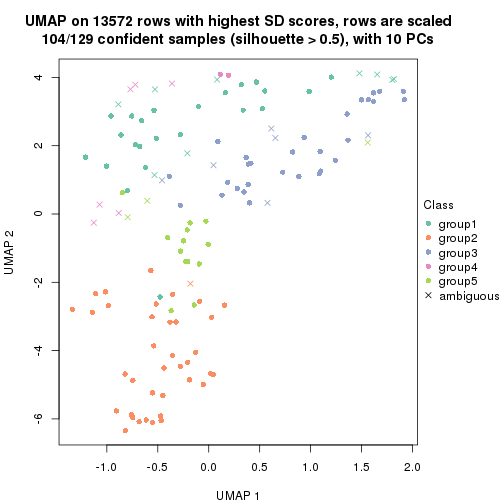 UMAP on 13572 rows with highest SD scores, rows are scaled
104/129 confident samples (silhouette > 0.5), with 10 PCs
4
2
0
-2
-4
-6
UMAP 2
-1.0
-0.5
0.0
0.5
1.0
1.5
2.0
UMAP 1
Class
group1
group2
group3
group4
group5
ambiguous